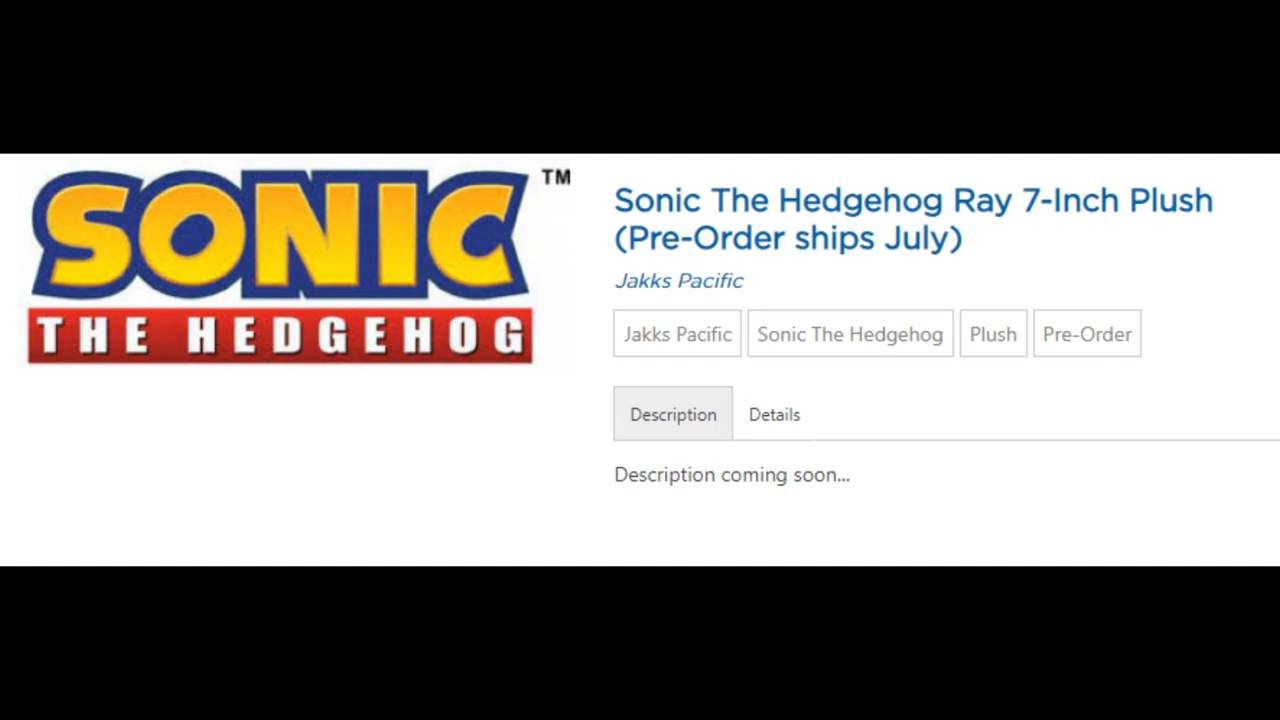 SONIC
TM
THE HEDGEHOG
Sonic The Hedgehog Ray 7-Inch Plush
(Pre-Order ships July)
Jakks Pacific
Jakks Pacific Sonic The Hedgehog Plush Pre-Order
Description Details
Description coming soon...